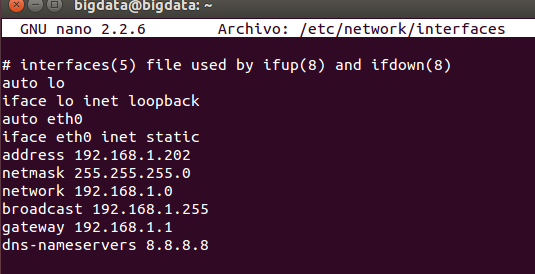 bigdata@bigdata: ~
GNU nano 2.2.6 Archivo: /etc/network/interfaces
# interfaces(5) file used by ifup(8) and ifdown(8)
auto lo
iface lo inet loopback
auto eth0
iface eth0 inet static
address 192.168.1.202
netmask 255.255.255.0
network 192.168.1.0
broadcast 192.168.1.255
gateway 192.168.1.1
dns-nameservers 8.8.8.8